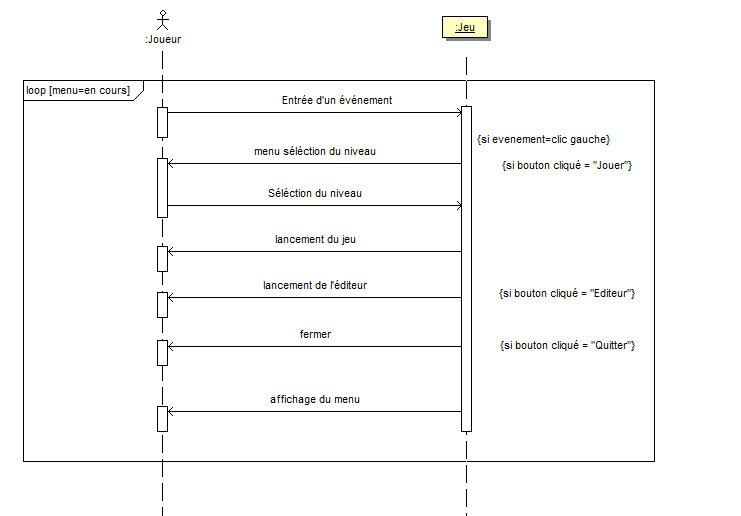 :Joueur
:Jeu
loop [menu=en cours]
Entrée d'un événement
{si evenement=clic gauche}
menu séléction du niveau
{si bouton cliqué = "Jouer"}
Séléction du niveau
lancement du jeu
lancement de l'éditeur
{si bouton cliqué = "Editeur"}
fermer
{si bouton cliqué = "Quitter"}
affichage du menu